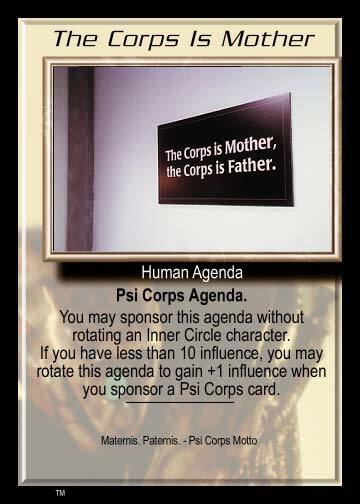 The Corps Is Mother
The Corps is Mother,
the Corps is Father.
Human Agenda
Psi Corps Agenda.
You may sponsor this agenda without
rotating an Inner Circle character.
If you have less than 10 influence, you may
rotate this agenda to gain +1 influence when
you sponsor a Psi Corps card.
Maternis. Paternis. - Psi Corps Motto
TM